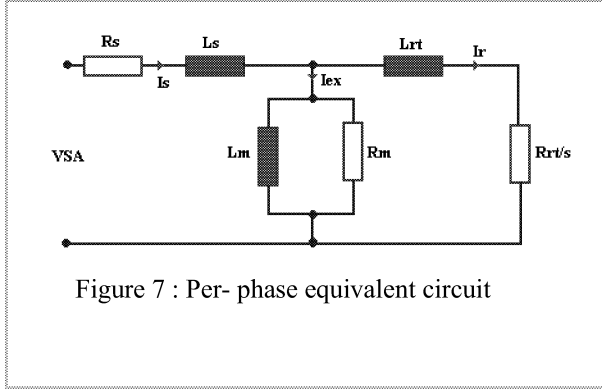 Rs
Ls
Lrt
Ir
Is
Iex
VSA
Lm
Rm
Rrt/s
Figure 7 : Per- phase equivalent circuit